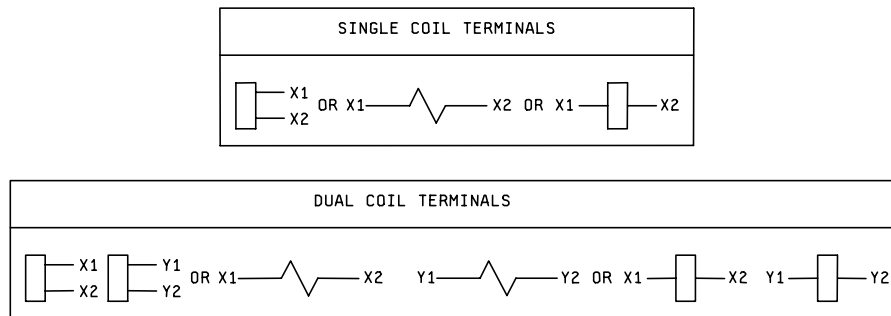 SINGLE COIL TERMINALS
X1
X2
OR X1 X2 OR X1 X2
DUAL COIL TERMINALS
X1 Y1
X2 Y2
OR X1 X2 Y1 Y2 OR X1 X2 Y1 Y2